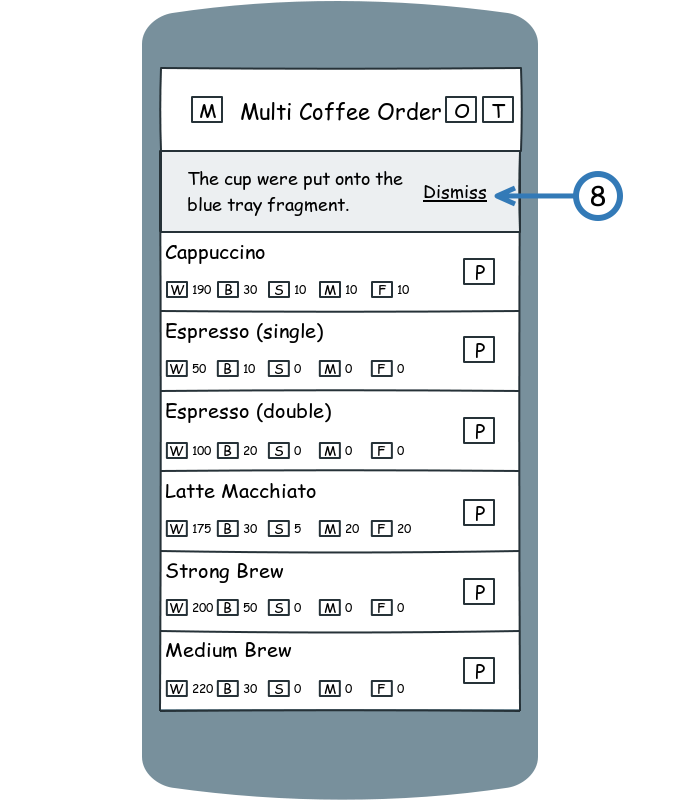 M Multi Coffee Order O T
The cup were put onto the
blue tray fragment.
Dismiss
8
Cappuccino
P
W 190 B 30 S 10 M 10 F 10
Espresso (single)
P
W 50 B 10 S 0 M 0 F 0
Espresso (double)
P
W 100 B 20 S 0 M 0 F 0
Latte Macchiato
P
W 175 B 30 S 5 M 20 F 20
Strong Brew
P
W 200 B 50 S 0 M 0 F 0
Medium Brew
P
W 220 B 30 S 0 M 0 F 0